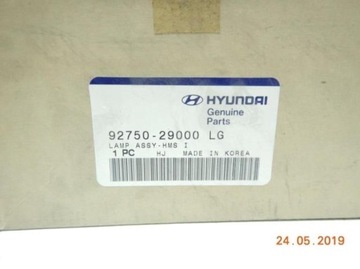 HYUNDAI
Genuine
Parts
92750-29000 LG
LAMP ASSY-HMS I
1 PC HJ MADE IN KOREA
24.05.2019